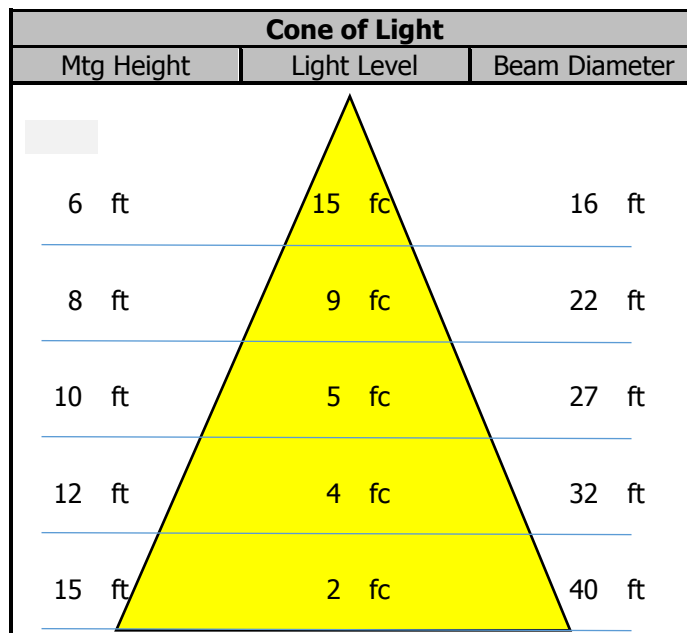 Cone of Light
Mtg Height Light Level Beam Diameter
6 ft 15 fc 16 ft
8 ft 9 fc 22 ft
10 ft 5 fc 27 ft
12 ft 4 fc 32 ft
15 ft 2 fc 40 ft